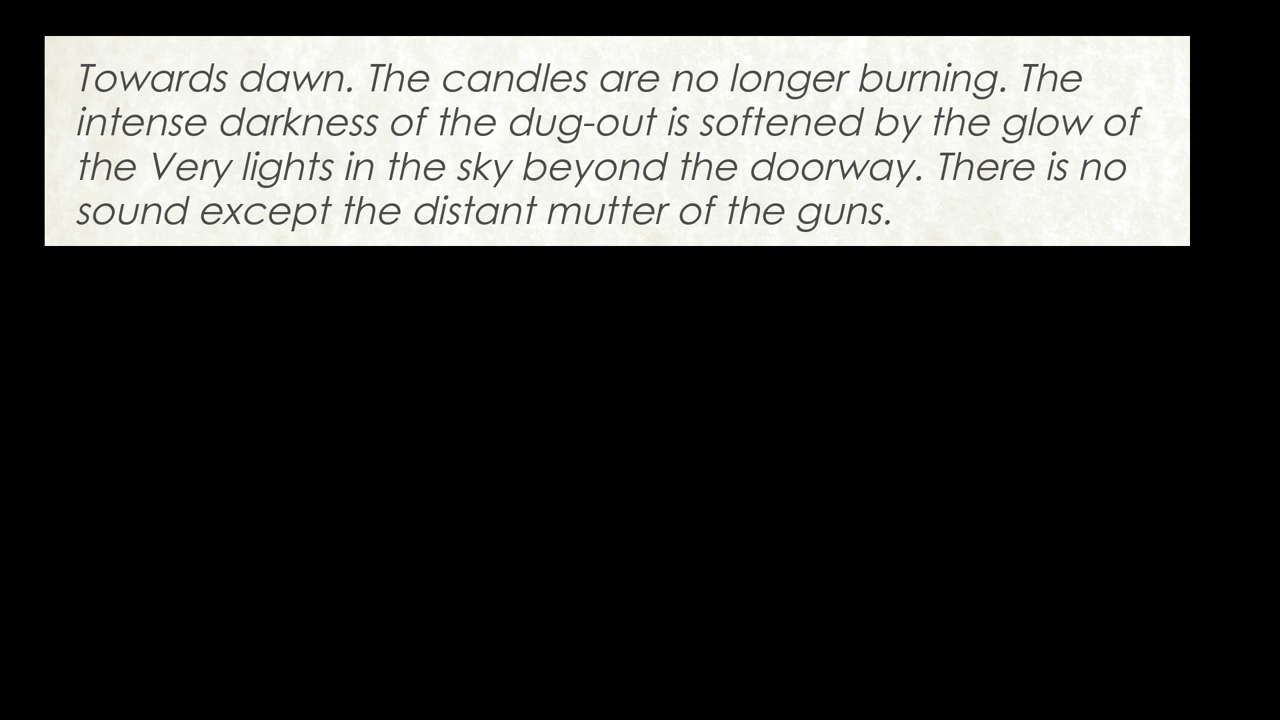 Towards dawn. The candles are no longer burning. The
intense darkness of the dug-out is softened by the glow of
the Very lights in the sky beyond the doorway. There is no
sound except the distant mutter of the guns.